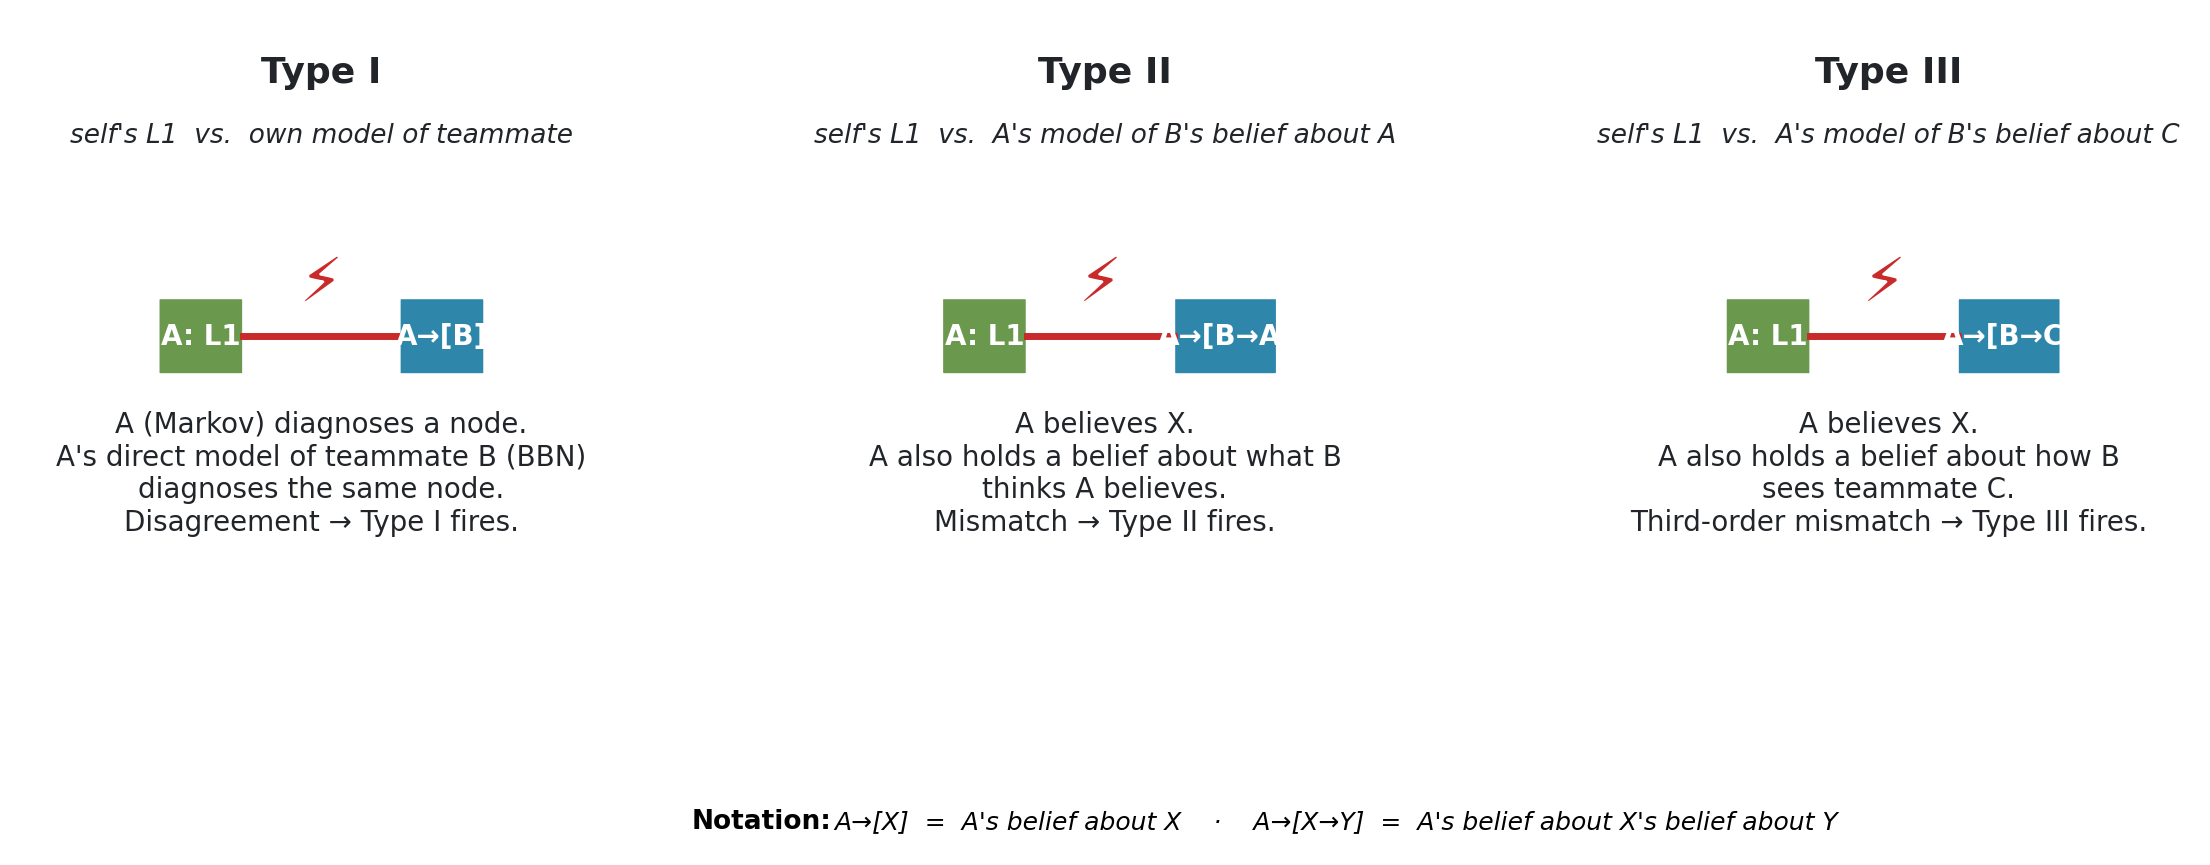 Type I
self's L1 vs. own model of teammate
A: L1
A→[B]
A (Markov) diagnoses a node.
A's direct model of teammate B (BBN)
diagnoses the same node.
Disagreement → Type I fires.
Type II
self's L1 vs. A's model of B's belief about A
A: L1
A→[B→A
A believes X.
A also holds a belief about what B
thinks A believes.
Mismatch → Type II fires.
Type III
self's L1 vs. A's model of B's belief about C
A: L1
A→[B→C
A believes X.
A also holds a belief about how B
sees teammate C.
Third-order mismatch → Type III fires.
Notation: A→[X] = A's belief about X · A→[X→Y] = A's belief about X's belief about Y